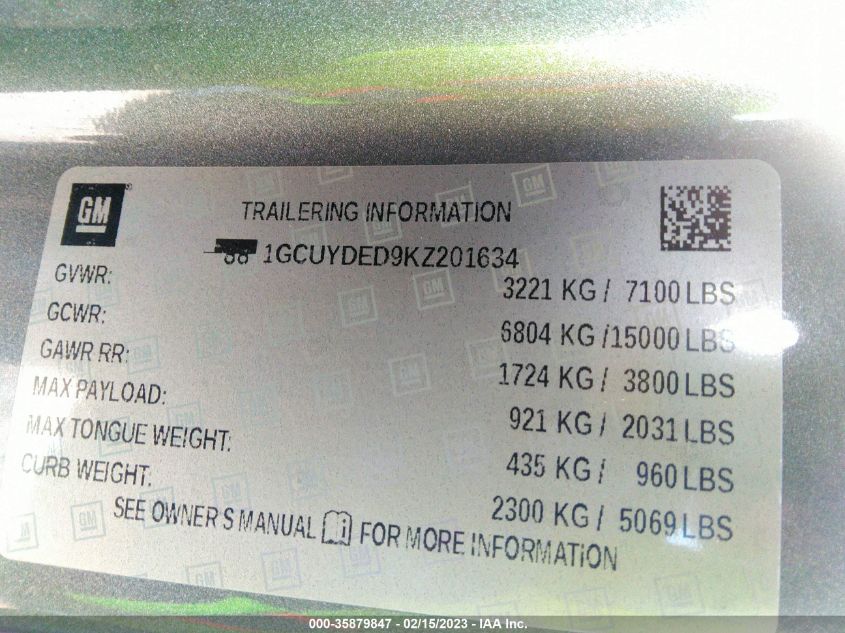 GM
TRAILERING INFORMATION
1GCUYDED9KZ201634
GVWR: 3221 KG / 7100 LBS
GCWR: 6804 KG / 15000 LBS
GAWR RR: 1724 KG / 3800 LBS
MAX PAYLOAD: 921 KG / 2031 LBS
MAX TONGUE WEIGHT: 435 KG / 960 LBS
CURB WEIGHT: 2300 KG / 5069 LBS
SEE OWNER'S MANUAL FOR MORE INFORMATION
000-35879847 - 02/15/2023 - IAA Inc.